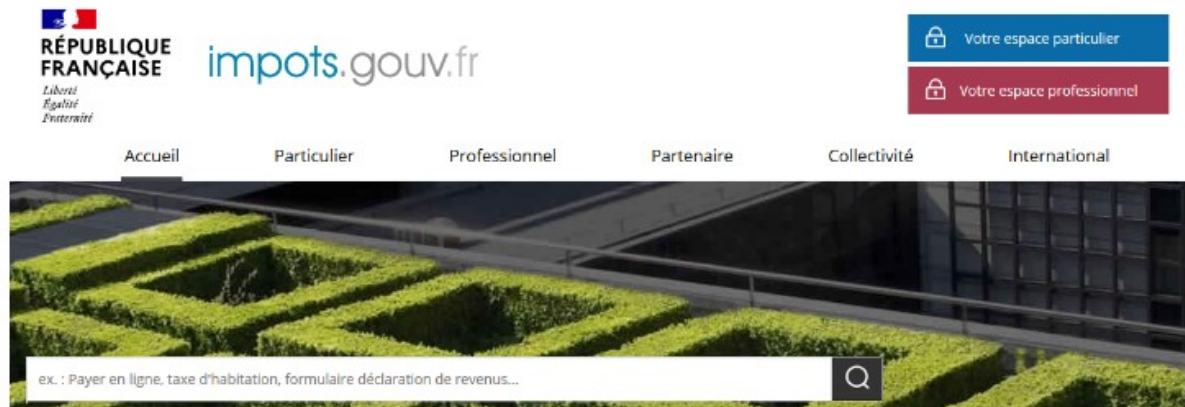 RÉPUBLIQUE
FRANÇAISE
Liberté
Égalité
Fraternité
impots.gouv.fr
Votre espace particulier
Votre espace professionnel
Accueil Particulier Professionnel Partenaire Collectivité International
ex. : Payer en ligne, taxe d'habitation, formulaire déclaration de revenus...